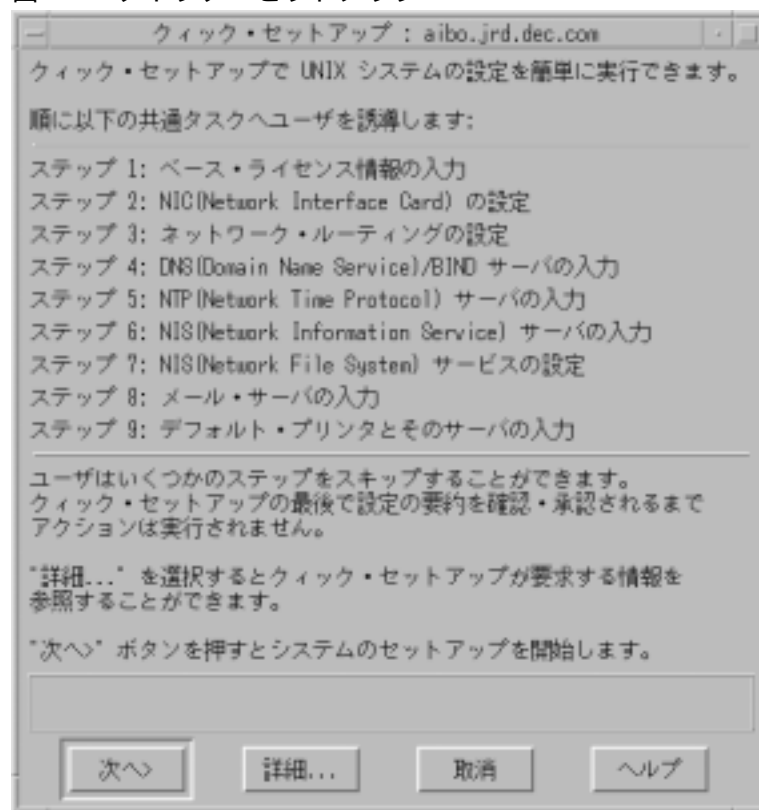 クィック・セットアップ : aibo.jrd.dec.com
クィック・セットアップで UNIX システムの設定を簡単に実行できます。
順に以下の共通タスクへユーザを誘導します:
ステップ 1: ベース・ライセンス情報の入力
ステップ 2: NIC(Network Interface Card) の設定
ステップ 3: ネットワーク・ルーティングの設定
ステップ 4: DNS(Domain Name Service)/BIND サーバの入力
ステップ 5: NTP(Network Time Protocol) サーバの入力
ステップ 6: NIS(Network Information Service) サーバの入力
ステップ 7: NIS(Network File System) サービスの設定
ステップ 8: メール・サーバの入力
ステップ 9: デフォルト・プリンタとそのサーバの入力
ユーザはいくつかのステップをスキップすることができます。
クィック・セットアップの最後で設定の要約を確認・承認されるまで
アクションは実行されません。
"詳細..." を選択するとクィック・セットアップが要求する情報を
参照することができます。
"次へ>" ボタンを押すとシステムのセットアップを開始します。
次へ>
詳細...
取消
ヘルプ